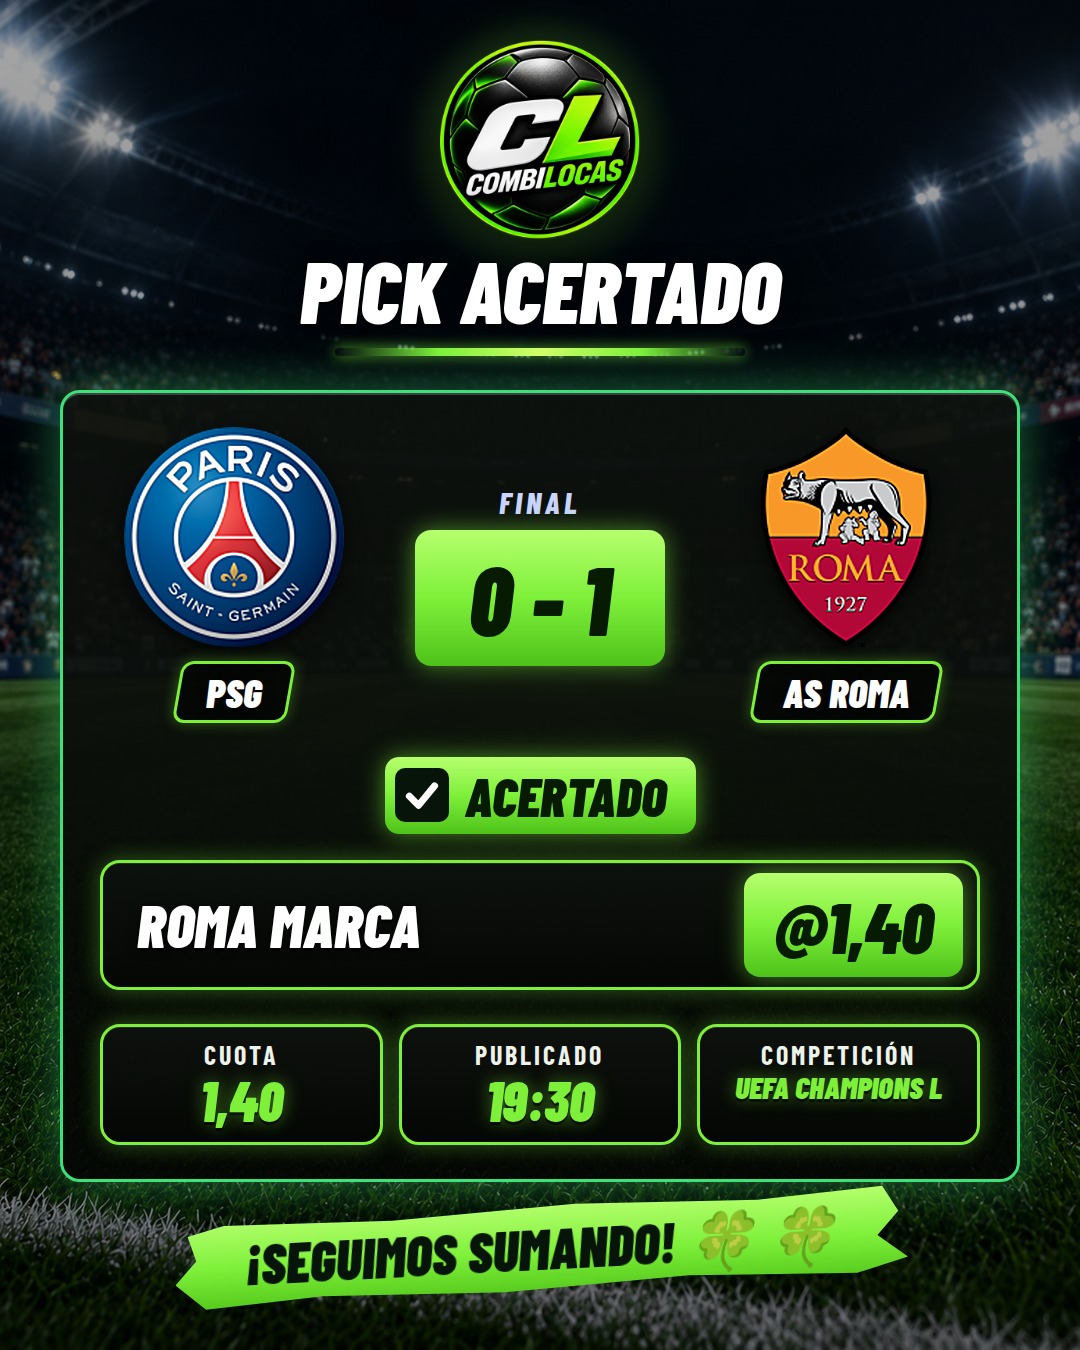 CL
COMBILOCAS
PICK ACERTADO
PARIS
SAINT-GERMAIN
FINAL
0 - 1
ROMA
1927
PSG
AS ROMA
ACERTADO
ROMA MARCA
@1,40
CUOTA
1,40
PUBLICADO
19:30
COMPETICIÓN
UEFA CHAMPIONS L
¡SEGUIMOS SUMANDO! 🍀 🍀